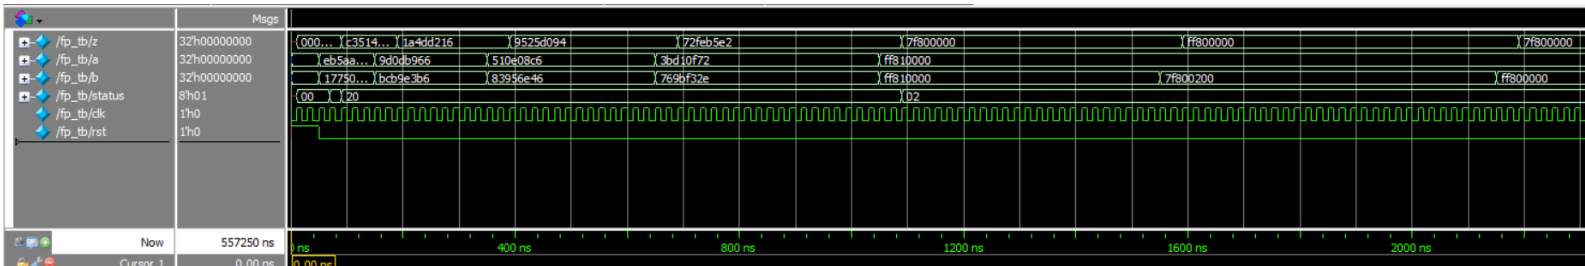 Msgs
/fp_tb/z 32'h00000000 000... c3514... 1a4dd216 9525d094 72feb5e2 7f800000 ff800000 7f800000
/fp_tb/a 32'h00000000 eb5aa... 9d0db966 510e08c6 3bd10f72 ff810000
/fp_tb/b 32'h00000000 17750... bcb9e3b6 83956e46 769bf32e ff810000 7f800200 ff800000
/fp_tb/status 8'h01 00 20 02
/fp_tb/clk 1'h0
/fp_tb/rst 1'h0
Now 557250 ns ns 400 ns 800 ns 1200 ns 1600 ns 2000 ns
Cursor 1 0.00 ns 0.00 ns